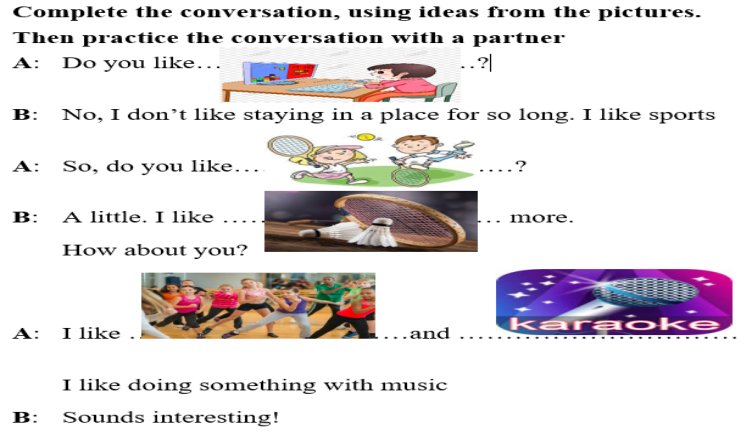 Complete the conversation, using ideas from the pictures.
Then practice the conversation with a partner
A: Do you like… …?
B: No, I don’t like staying in a place for so long. I like sports
A: So, do you like…. ….?
B: A little. I like ….. … more.
How about you?
karaoke
A: I like .. ….and …………………………
I like doing something with music
B: Sounds interesting!